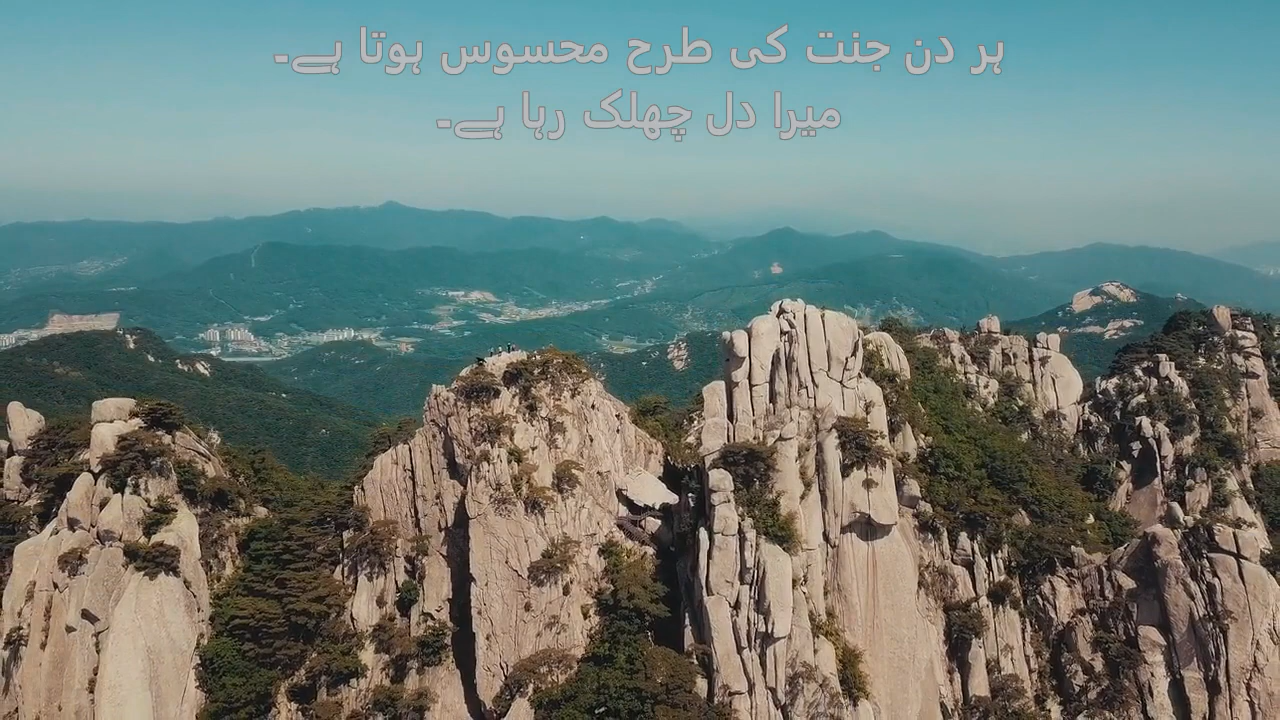 ہر دن جنت کی طرح محسوس ہوتا ہے۔
میرا دل چھلک رہا ہے۔